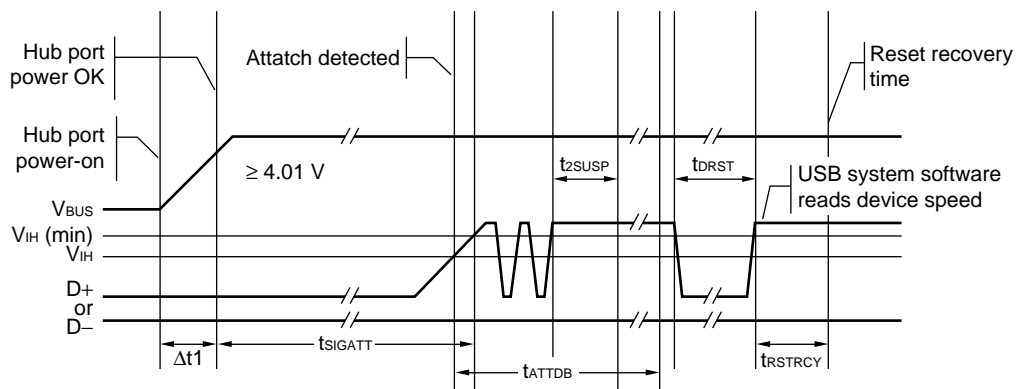 Hub port
power OK
Attatch detected
Reset recovery
time
Hub port
power-on
≥ 4.01 V
t2SUSP
tDRST
USB system software
reads device speed
VBUS
VIH (min)
VIH
D+
or
D−
Δt1
tSIGATT
tATTDB
tRSTRCY